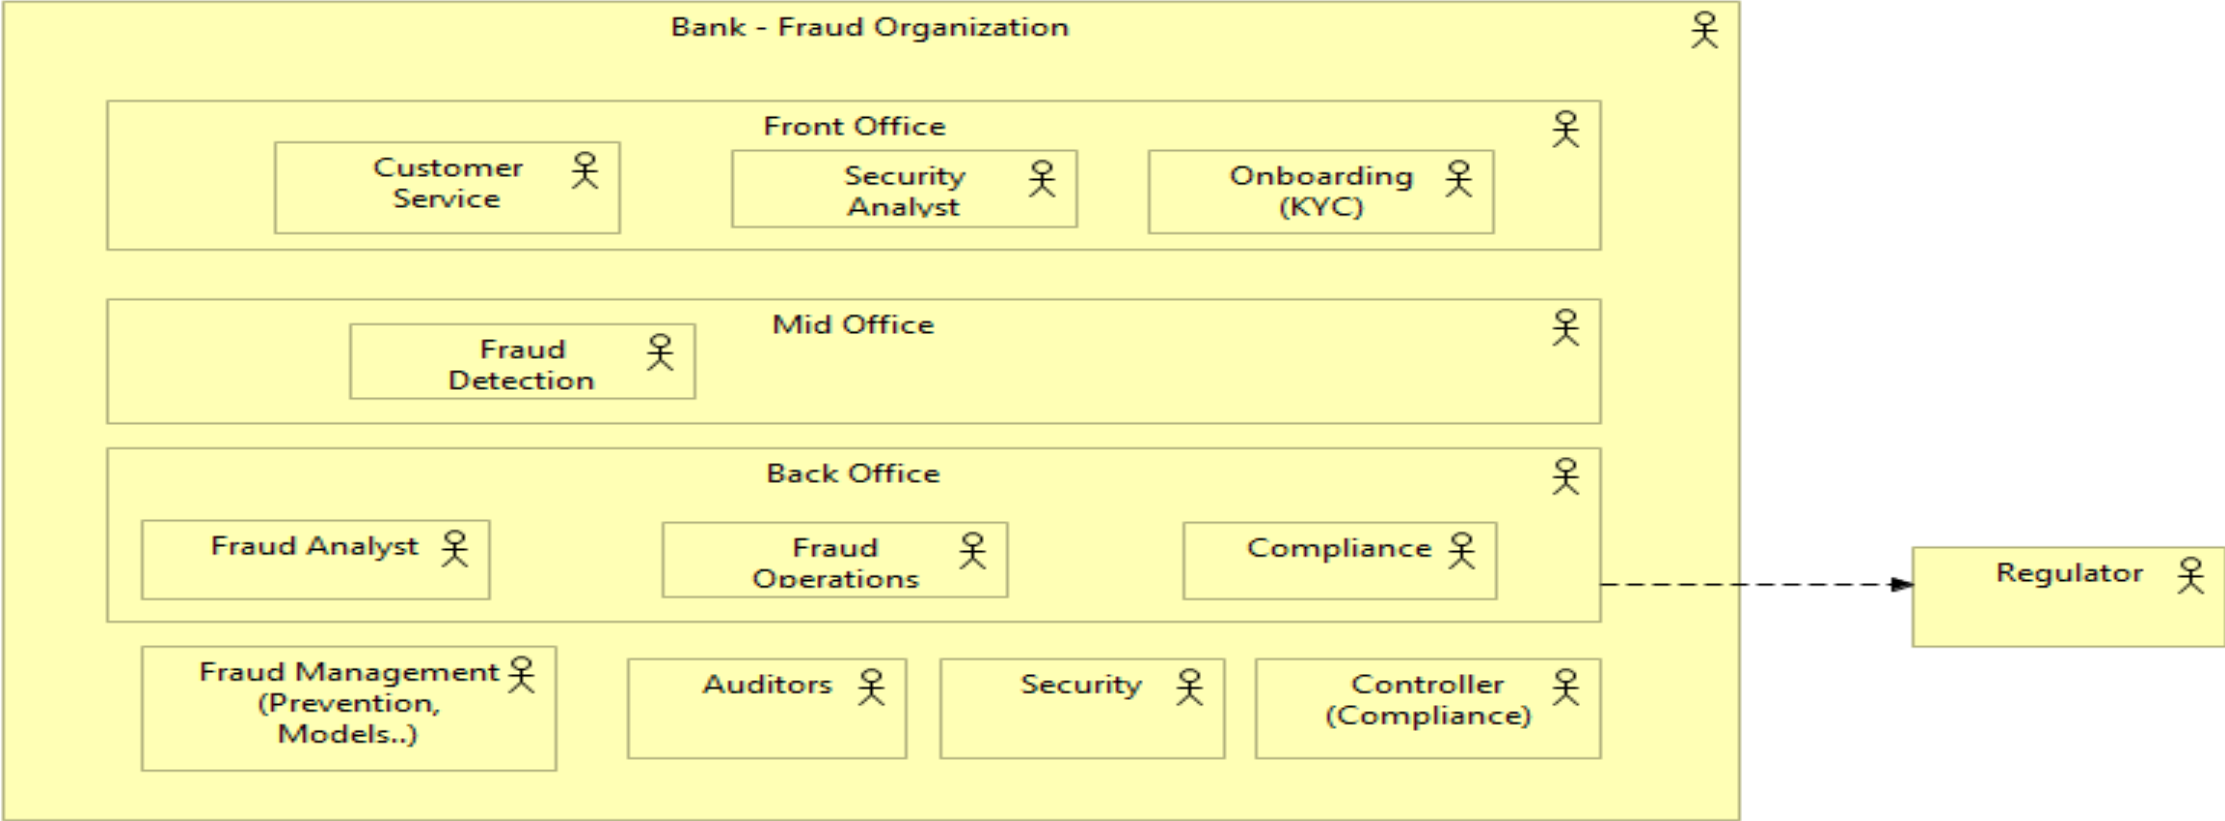 Bank - Fraud Organization
Front Office
Customer
Service
Security
Analyst
Onboarding
(KYC)
Mid Office
Fraud
Detection
Back Office
Fraud Analyst
Fraud
Operations
Compliance
Regulator
Fraud Management
(Prevention,
Models..)
Auditors
Security
Controller
(Compliance)